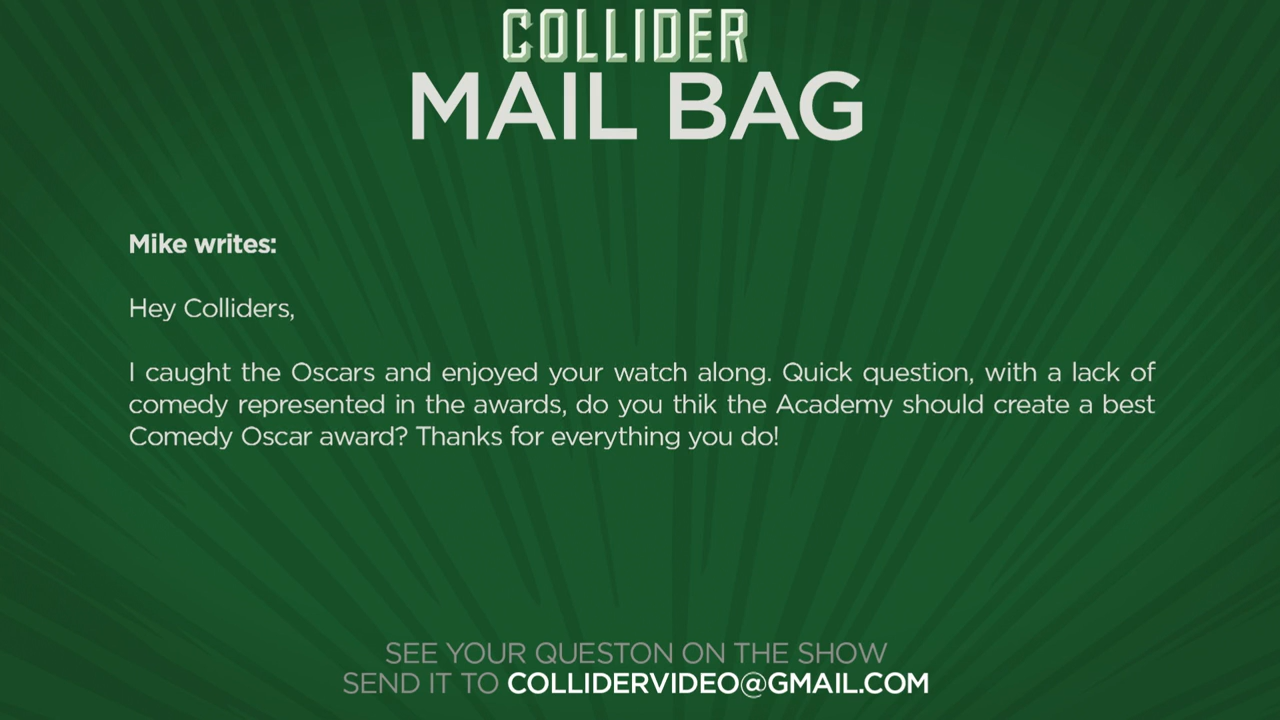 COLLIDER
MAIL BAG
Mike writes:
Hey Colliders,
I caught the Oscars and enjoyed your watch along. Quick question, with a lack of
comedy represented in the awards, do you thik the Academy should create a best
Comedy Oscar award? Thanks for everything you do!
SEE YOUR QUESTON ON THE SHOW
SEND IT TO COLLIDERVIDEO@GMAIL.COM